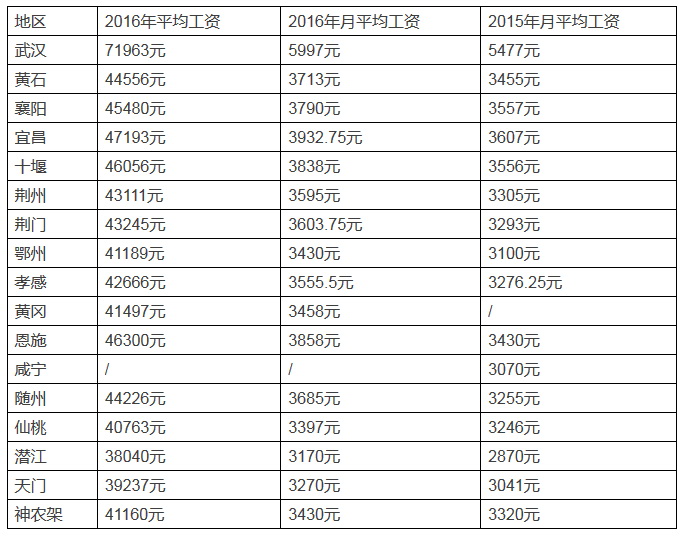 地区 2016年平均工资 2016年月平均工资 2015年月平均工资
武汉 71963元 5997元 5477元
黄石 44556元 3713元 3455元
襄阳 45480元 3790元 3557元
宜昌 47193元 3932.75元 3607元
十堰 46056元 3838元 3556元
荆州 43111元 3595元 3305元
荆门 43245元 3603.75元 3293元
鄂州 41189元 3430元 3100元
孝感 42666元 3555.5元 3276.25元
黄冈 41497元 3458元 /
恩施 46300元 3858元 3430元
咸宁 / / 3070元
随州 44226元 3685元 3255元
仙桃 40763元 3397元 3246元
潜江 38040元 3170元 2870元
天门 39237元 3270元 3041元
神农架 41160元 3430元 3320元